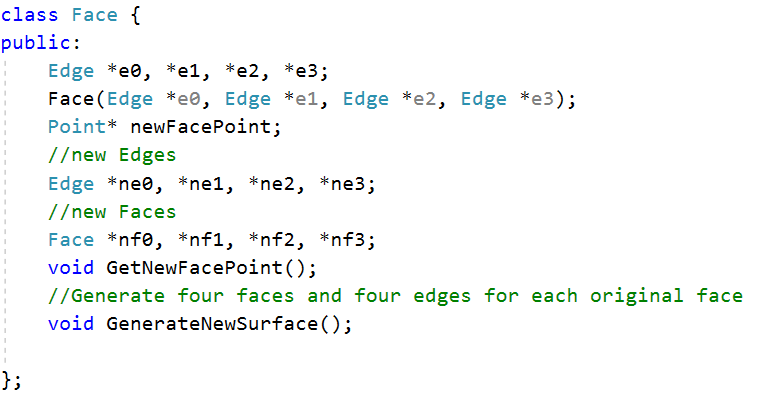 class Face {
public:
    Edge *e0, *e1, *e2, *e3;
    Face(Edge *e0, Edge *e1, Edge *e2, Edge *e3);
    Point* newFacePoint;
    //new Edges
    Edge *ne0, *ne1, *ne2, *ne3;
    //new Faces
    Face *nf0, *nf1, *nf2, *nf3;
    void GetNewFacePoint();
    //Generate four faces and four edges for each original face
    void GenerateNewSurface();
};